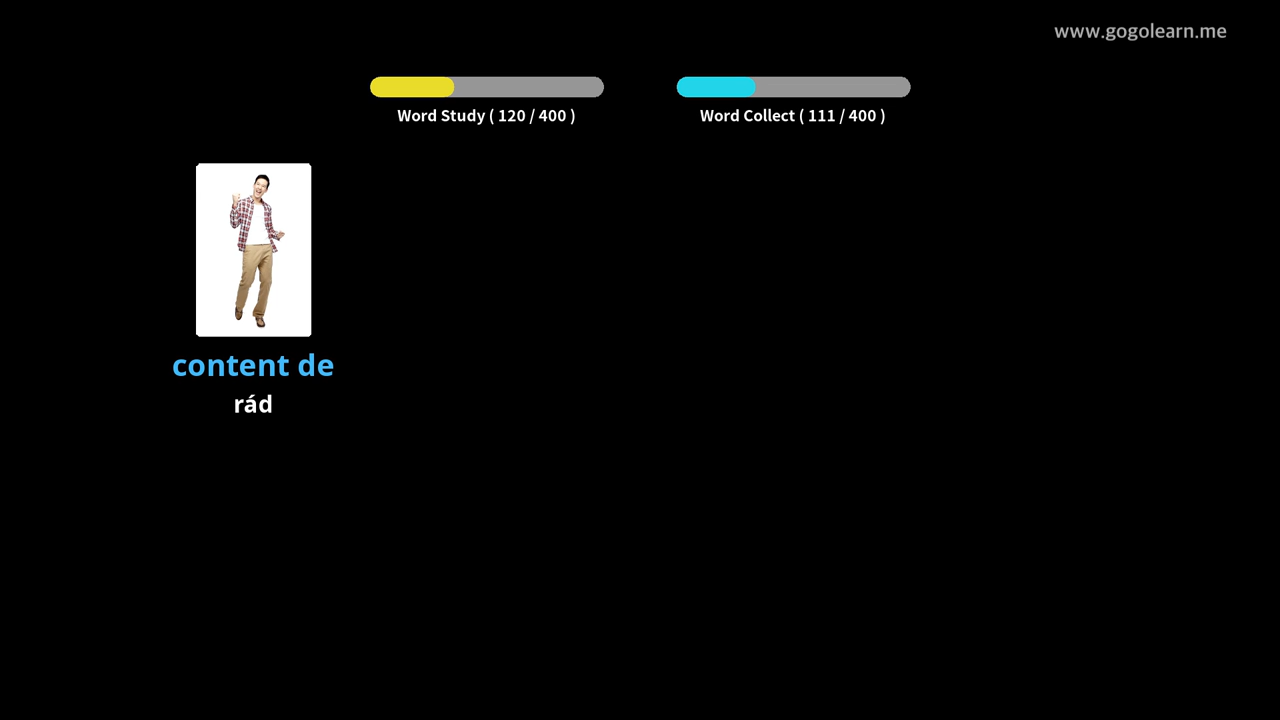 www.gogolearn.me
Word Study ( 120 / 400 )
Word Collect ( 111 / 400 )
content de
rád